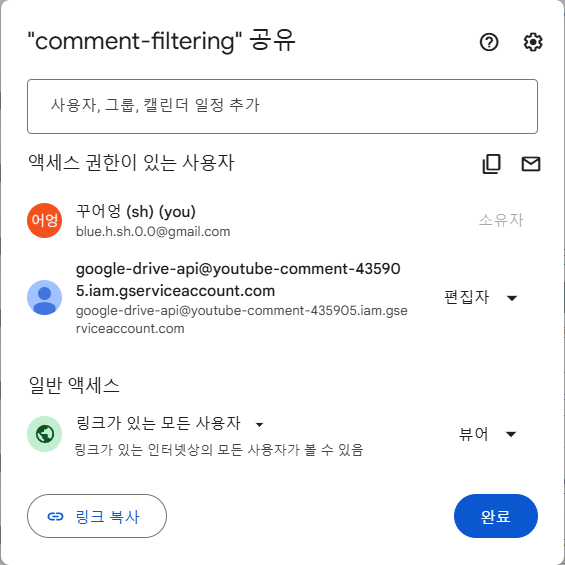 "comment-filtering" 공유
사용자, 그룹, 캘린더 일정 추가
액세스 권한이 있는 사용자
어엉
꾸어엉 (sh) (you)
blue.h.sh.0.0@gmail.com
소유자
google-drive-api@youtube-comment-43590
5.iam.gserviceaccount.com
google-drive-api@youtube-comment-435905.iam.gse
rviceaccount.com
편집자
일반 액세스
링크가 있는 모든 사용자
링크가 있는 인터넷상의 모든 사용자가 볼 수 있음
뷰어
링크 복사
완료